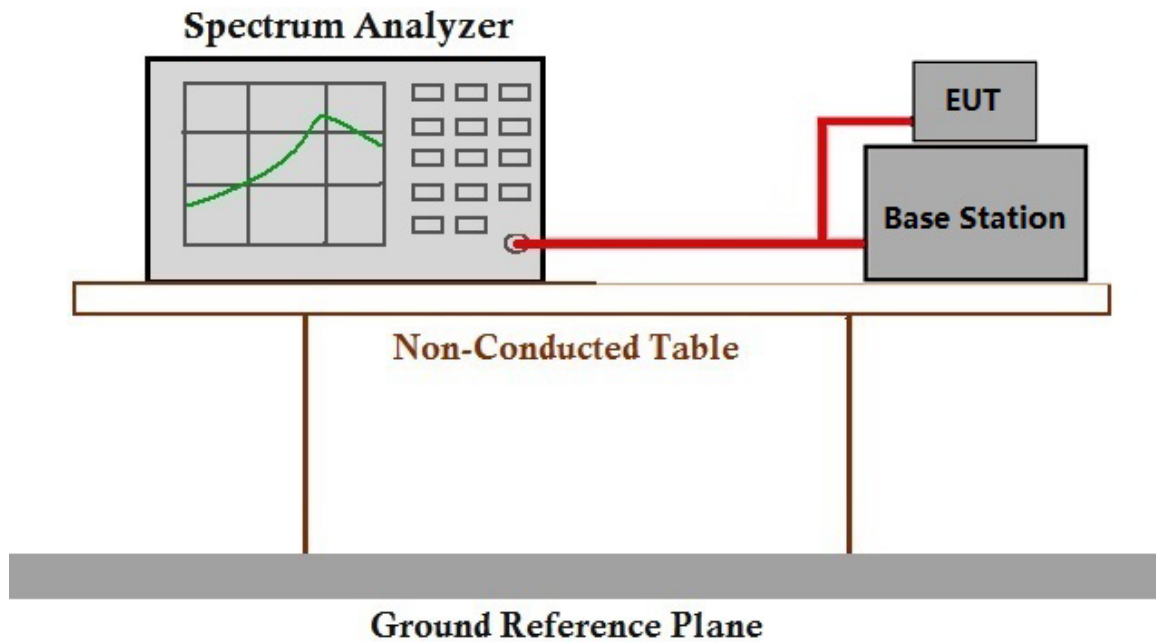 Spectrum Analyzer
EUT
Base Station
Non-Conducted Table
Ground Reference Plane